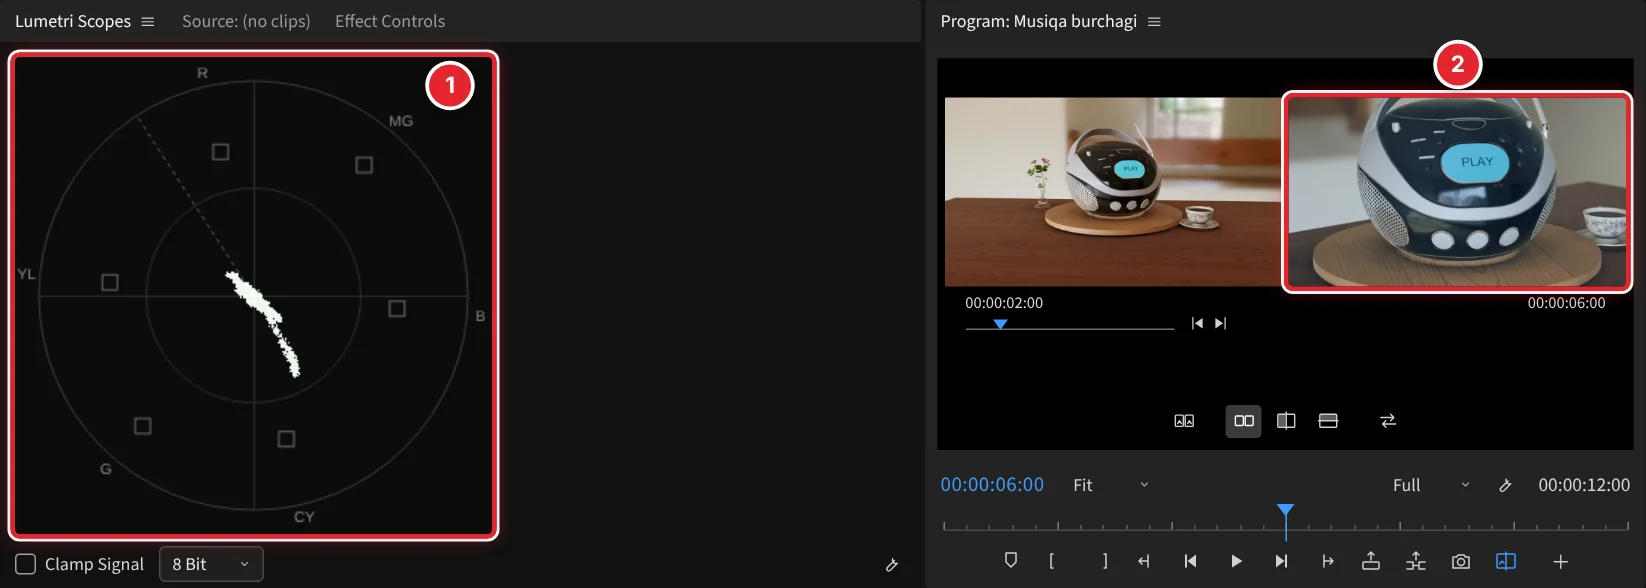 Lumetri Scopes
Source: (no clips)
Effect Controls
Program: Musiqa burchagi
1
2
R
MG
YL
B
G
CY
PLAY
PLAY
00:00:02:00
00:00:06:00
00:00:06:00
Fit
Full
00:00:12:00
Clamp Signal
8 Bit